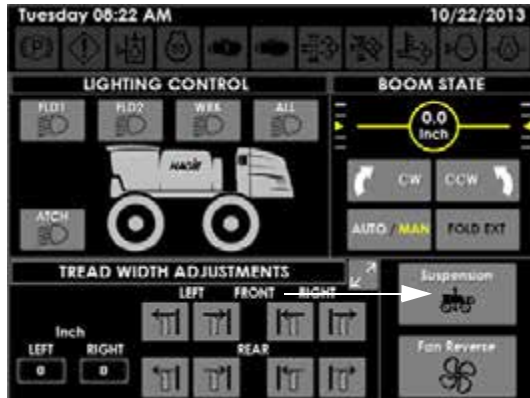 Tuesday 08:22 AM 10/22/2013
LIGHTING CONTROL BOOM STATE
FLD1 FLD2 WRK ALL
0.0
Inch
HAGIE
CW CCW
ATCH
AUTO / MAN FOLD EXT
TREAD WIDTH ADJUSTMENTS
Suspension
LEFT FRONT RIGHT
Inch
LEFT RIGHT REAR
Fan Reverse
0 0